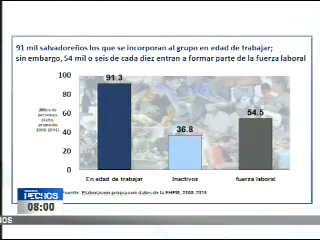 91 mil salvadoreños los que se incorporan al grupo en edad de trabajar;
sin embargo, 54 mil o seis de cada diez entran a formar parte de la fuerza laboral
100
80
60
40
20
0
(Miles de
personas
al año,
promedio
2008-2016)
91.3
36.8
54.5
En edad de trabajar
Inactivos
fuerza laboral
Fuente Elaboracion propia con datos de la EHPM, 2008-2016
HECHOS
08:00
HOS